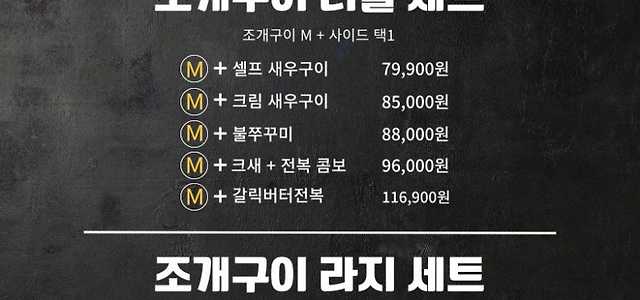 조개구이 M + 사이드 택1
M + 셀프 새우구이 79,900원
M + 크림 새우구이 85,000원
M + 불쭈꾸미 88,000원
M + 크새 + 전복 콤보 96,000원
M + 갈릭버터전복 116,900원
조개구이 라지 세트